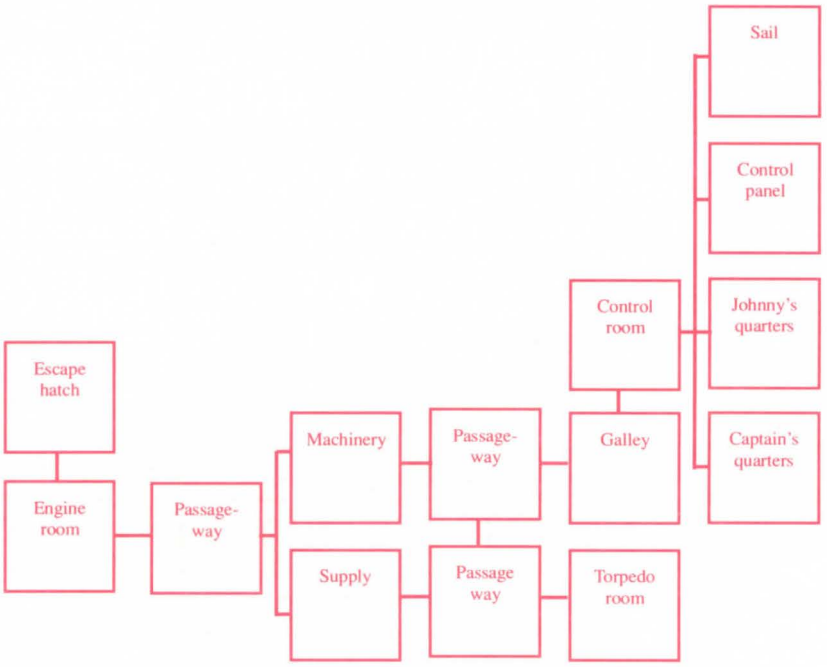 Sail
Control
panel
Control
room
Johnny's
quarters
Escape
hatch
Machinery
Passage-
way
Galley
Captain's
quarters
Engine
room
Passage-
way
Supply
Passage
way
Torpedo
room